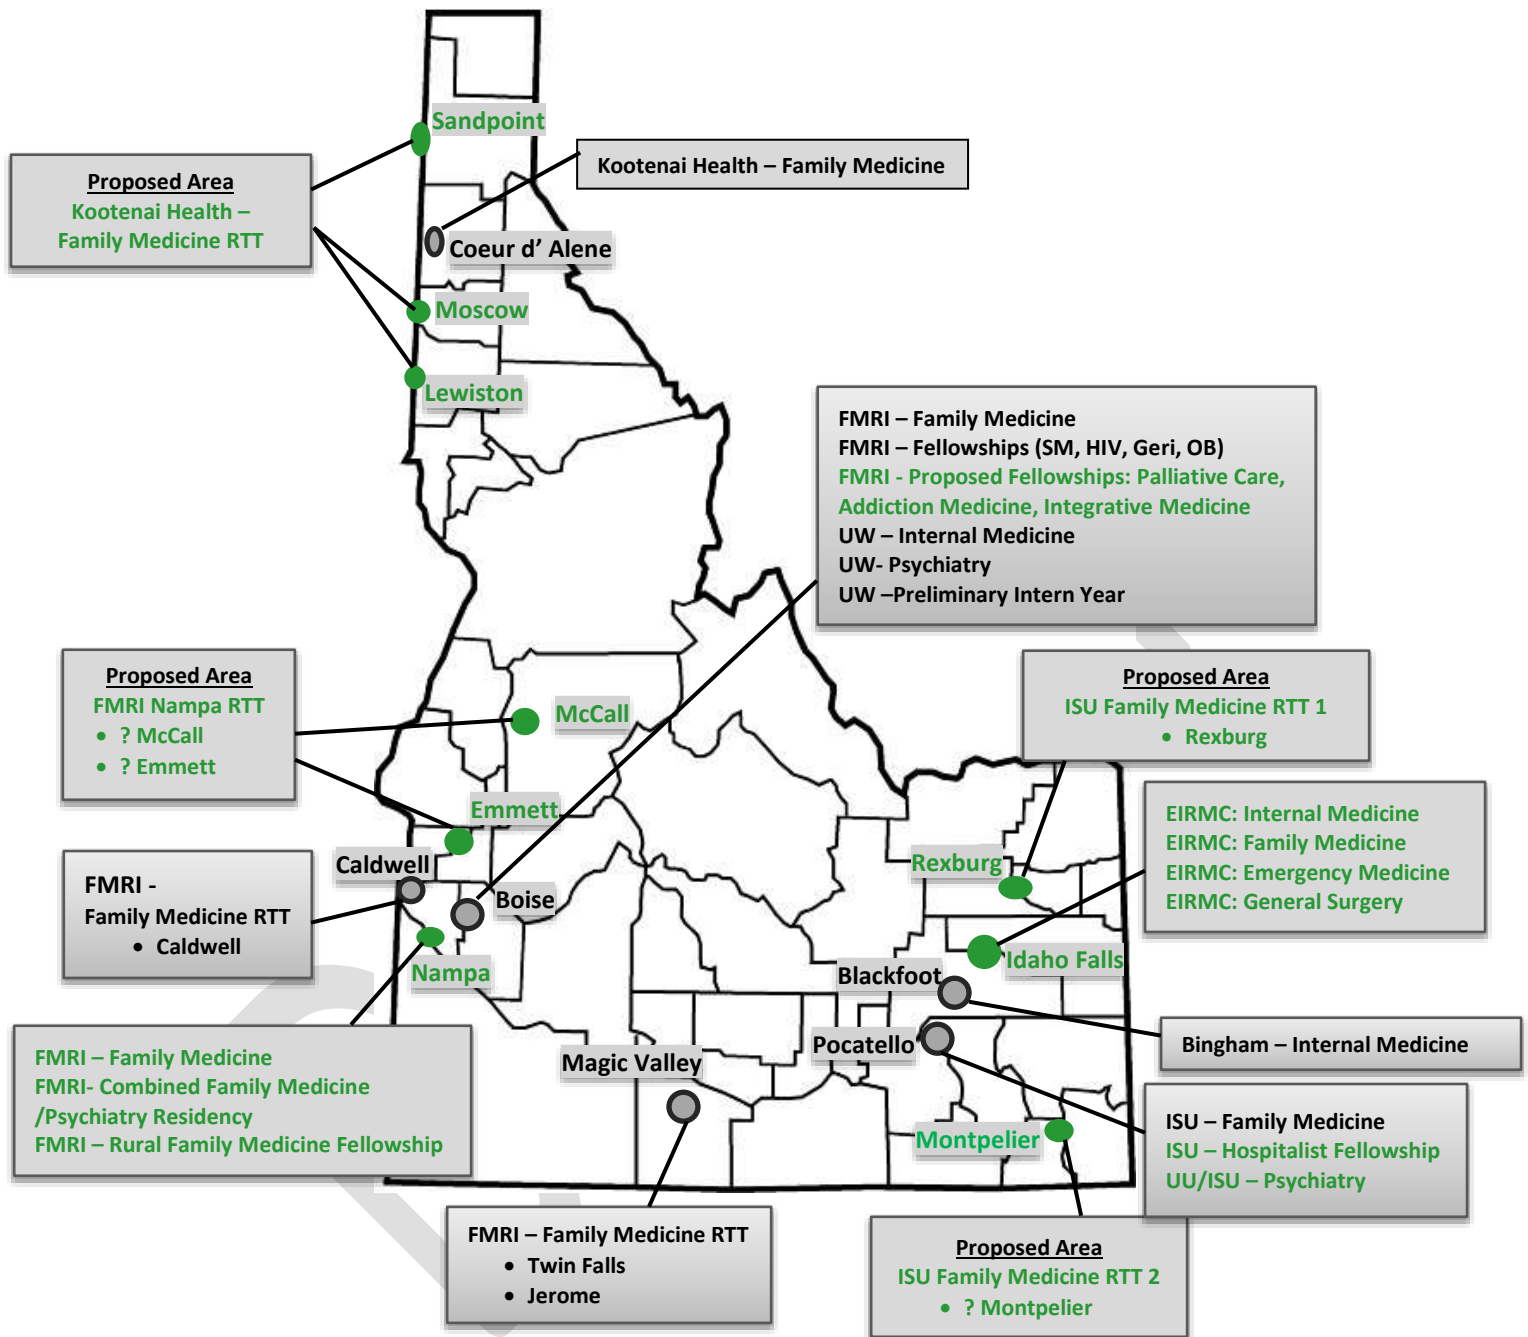 Sandpoint
Kootenai Health – Family Medicine
Proposed Area
Kootenai Health –
Family Medicine RTT
Coeur d’ Alene
Moscow
Lewiston
FMRI – Family Medicine
FMRI – Fellowships (SM, HIV, Geri, OB)
FMRI - Proposed Fellowships: Palliative Care,
Addiction Medicine, Integrative Medicine
UW – Internal Medicine
UW- Psychiatry
UW –Preliminary Intern Year
Proposed Area
FMRI Nampa RTT
• ? McCall
• ? Emmett
McCall
Proposed Area
ISU Family Medicine RTT 1
• Rexburg
Emmett
EIRMC: Internal Medicine
EIRMC: Family Medicine
EIRMC: Emergency Medicine
EIRMC: General Surgery
Caldwell
Rexburg
FMRI -
Family Medicine RTT
• Caldwell
Boise
Nampa
Idaho Falls
Blackfoot
FMRI – Family Medicine
FMRI- Combined Family Medicine
/Psychiatry Residency
FMRI – Rural Family Medicine Fellowship
Magic Valley
Pocatello
Bingham – Internal Medicine
Montpelier
ISU – Family Medicine
ISU – Hospitalist Fellowship
UU/ISU – Psychiatry
FMRI – Family Medicine RTT
• Twin Falls
• Jerome
Proposed Area
ISU Family Medicine RTT 2
• ? Montpelier